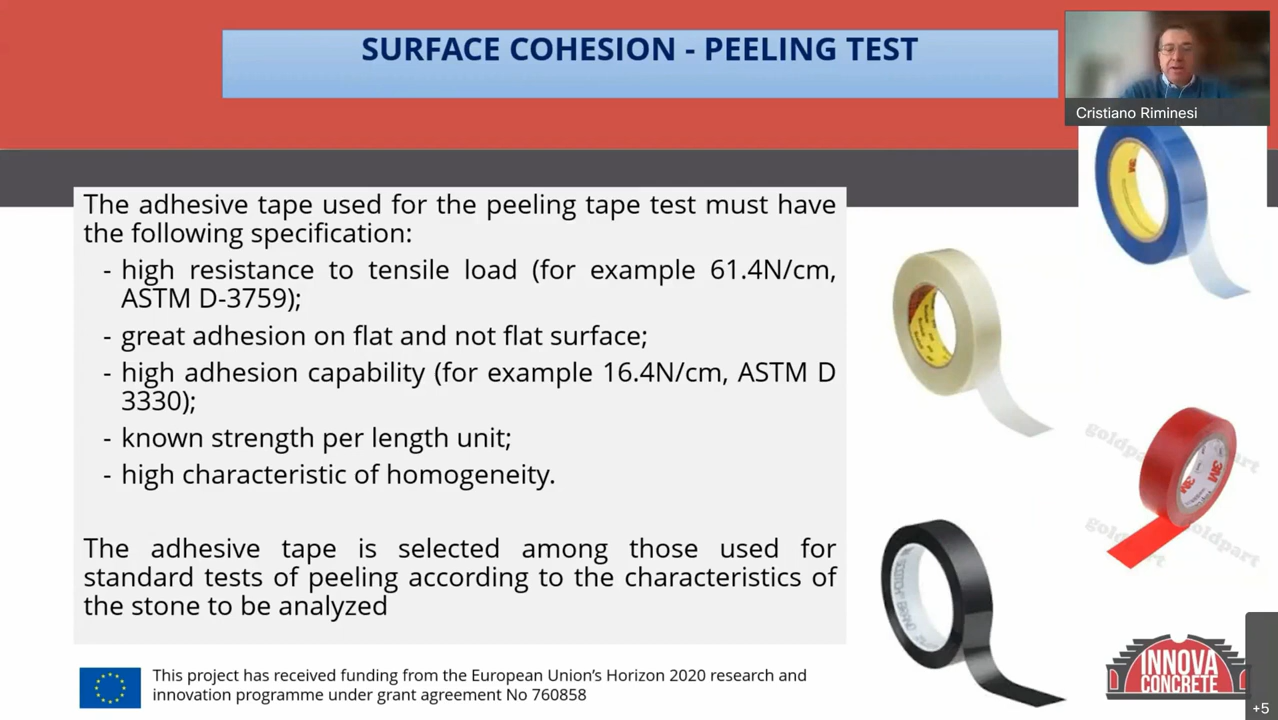 SURFACE COHESION - PEELING TEST
Cristiano Riminesi
The adhesive tape used for the peeling tape test must have
the following specification:
- high resistance to tensile load (for example 61.4N/cm,
ASTM D-3759);
- great adhesion on flat and not flat surface;
- high adhesion capability (for example 16.4N/cm, ASTM D
3330);
- known strength per length unit;
- high characteristic of homogeneity.
The adhesive tape is selected among those used for
standard tests of peeling according to the characteristics of
the stone to be analyzed
3M
goldpart
3M
3M
goldpart
This project has received funding from the European Union's Horizon 2020 research and
innovation programme under grant agreement No 760858
INNOVA
CONCRETE
+5